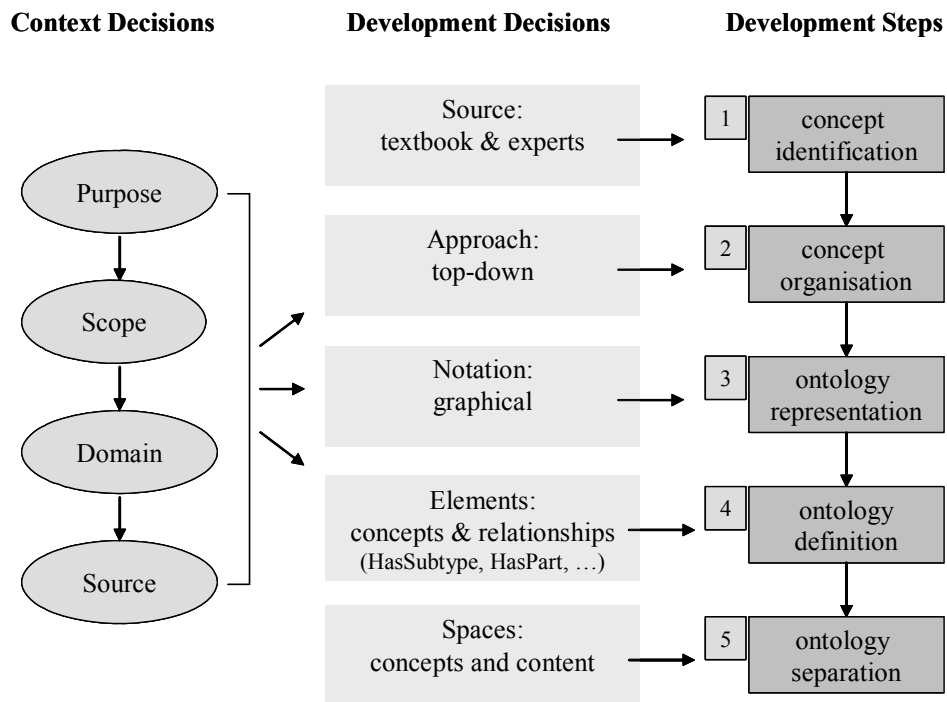 Context Decisions
Development Decisions
Development Steps
Purpose
Scope
Domain
Source
Source:
textbook & experts
Approach:
top-down
Notation:
graphical
Elements:
concepts & relationships
(HasSubtype, HasPart, …)
Spaces:
concepts and content
1
concept
identification
2
concept
organisation
3
ontology
representation
4
ontology
definition
5
ontology
separation